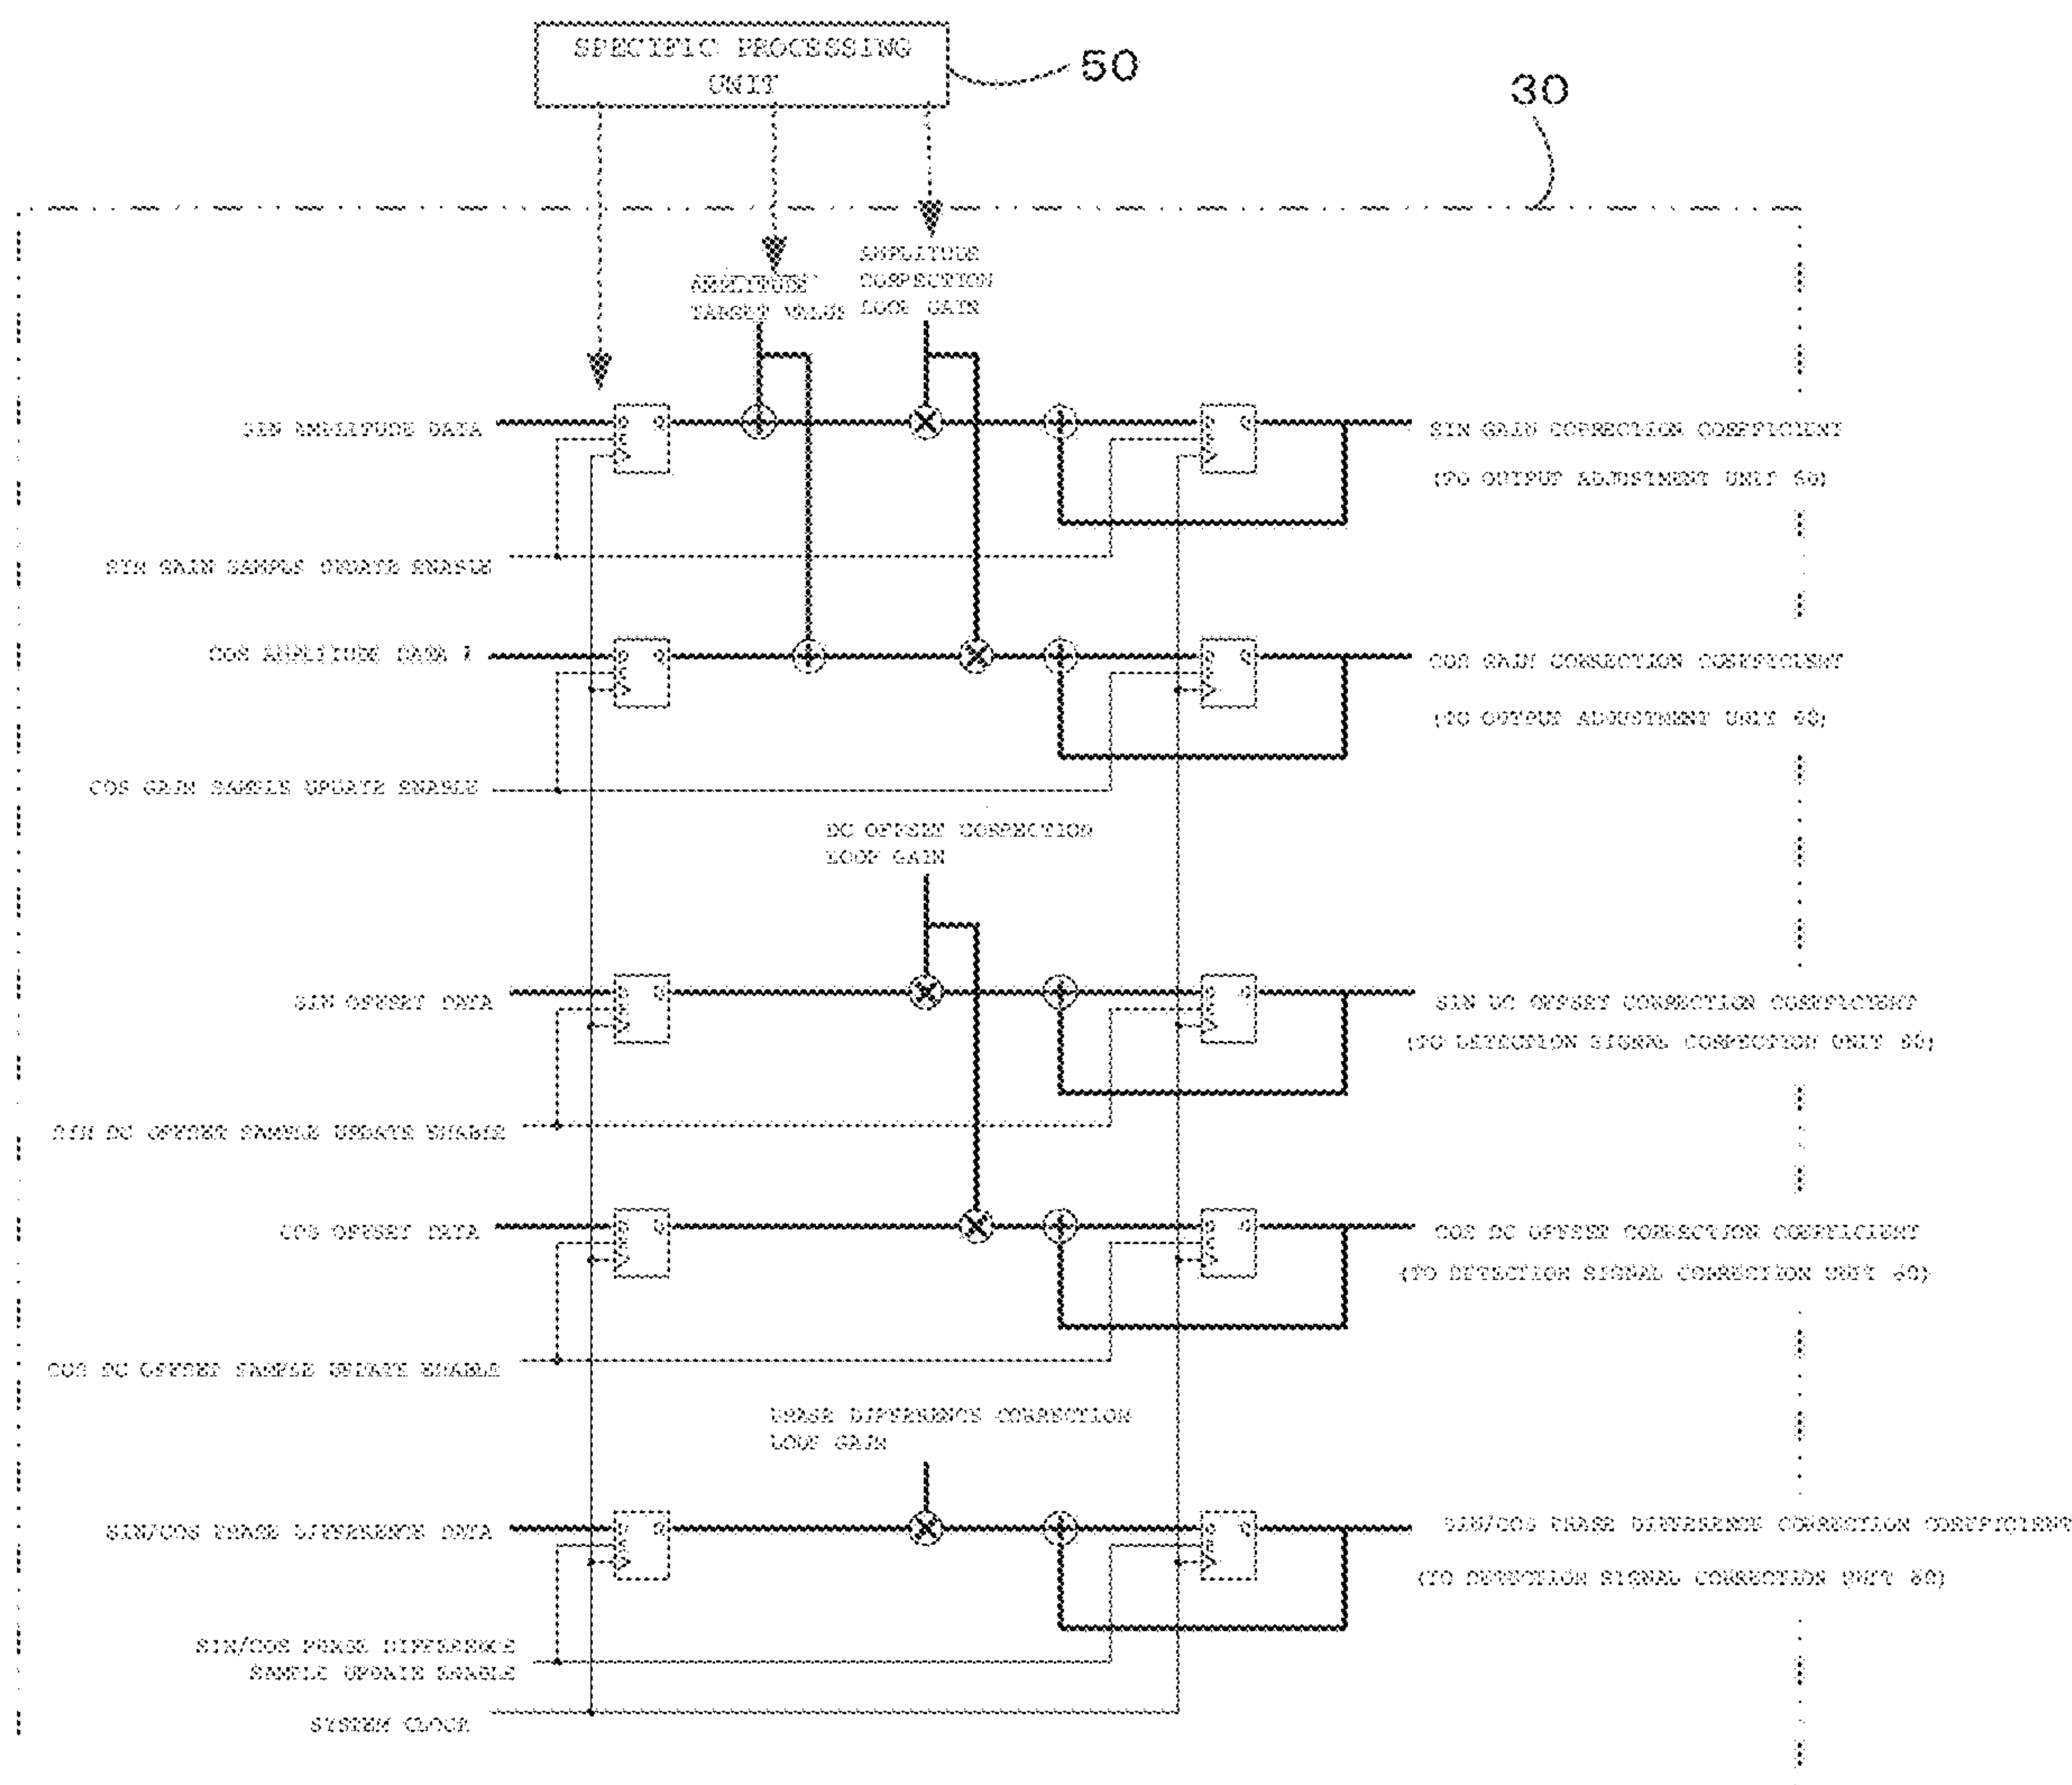 SPECIFIC PROCESSING
UNIT
50
30
AMPLITUDE
TARGET VALUE
AMPLITUDE
CORRECTION
LOOP GAIN
SIN AMPLITUDE DATA
SIN GAIN CORRECTION COEFFICIENT
(TO OUTPUT ADJUSTMENT UNIT 60)
SIN GAIN SAMPLE UPDATE ENABLE
COS AMPLITUDE DATA
COS GAIN CORRECTION COEFFICIENT
(TO OUTPUT ADJUSTMENT UNIT 60)
COS GAIN SAMPLE UPDATE ENABLE
DC OFFSET CORRECTION
LOOP GAIN
SIN OFFSET DATA
SIN DC OFFSET CORRECTION COEFFICIENT
(TO DETECTION SIGNAL CORRECTION UNIT 60)
SIN DC OFFSET SAMPLE UPDATE ENABLE
COS OFFSET DATA
COS DC OFFSET CORRECTION COEFFICIENT
(TO DETECTION SIGNAL CORRECTION UNIT 60)
COS DC OFFSET SAMPLE UPDATE ENABLE
PHASE DIFFERENCE CORRECTION
LOOP GAIN
SIN/COS PHASE DIFFERENCE DATA
SIN/COS PHASE DIFFERENCE CORRECTION COEFFICIENT
(TO DETECTION SIGNAL CORRECTION UNIT 60)
SIN/COS PHASE DIFFERENCE
SAMPLE UPDATE ENABLE
SYSTEM CLOCK